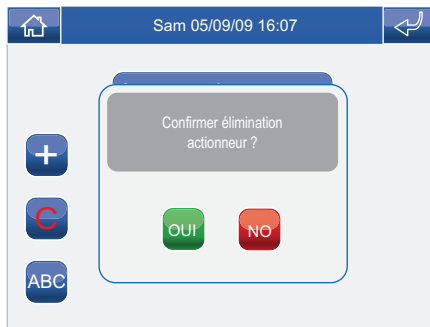 Sam 05/09/09 16:07
Confirmer élimination
actionneur ?
+
C
OUI
NO
ABC